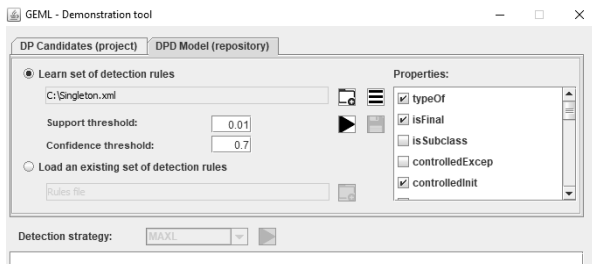 GEML - Demonstration tool
DP Candidates (project) DPD Model (repository)
Learn set of detection rules
Properties:
C:\Singleton.xml
typeOf
Support threshold: 0.01
isFinal
isSubclass
Confidence threshold: 0.7
controlledExcep
Load an existing set of detection rules
controlledInit
Rules file
Detection strategy: MAXL